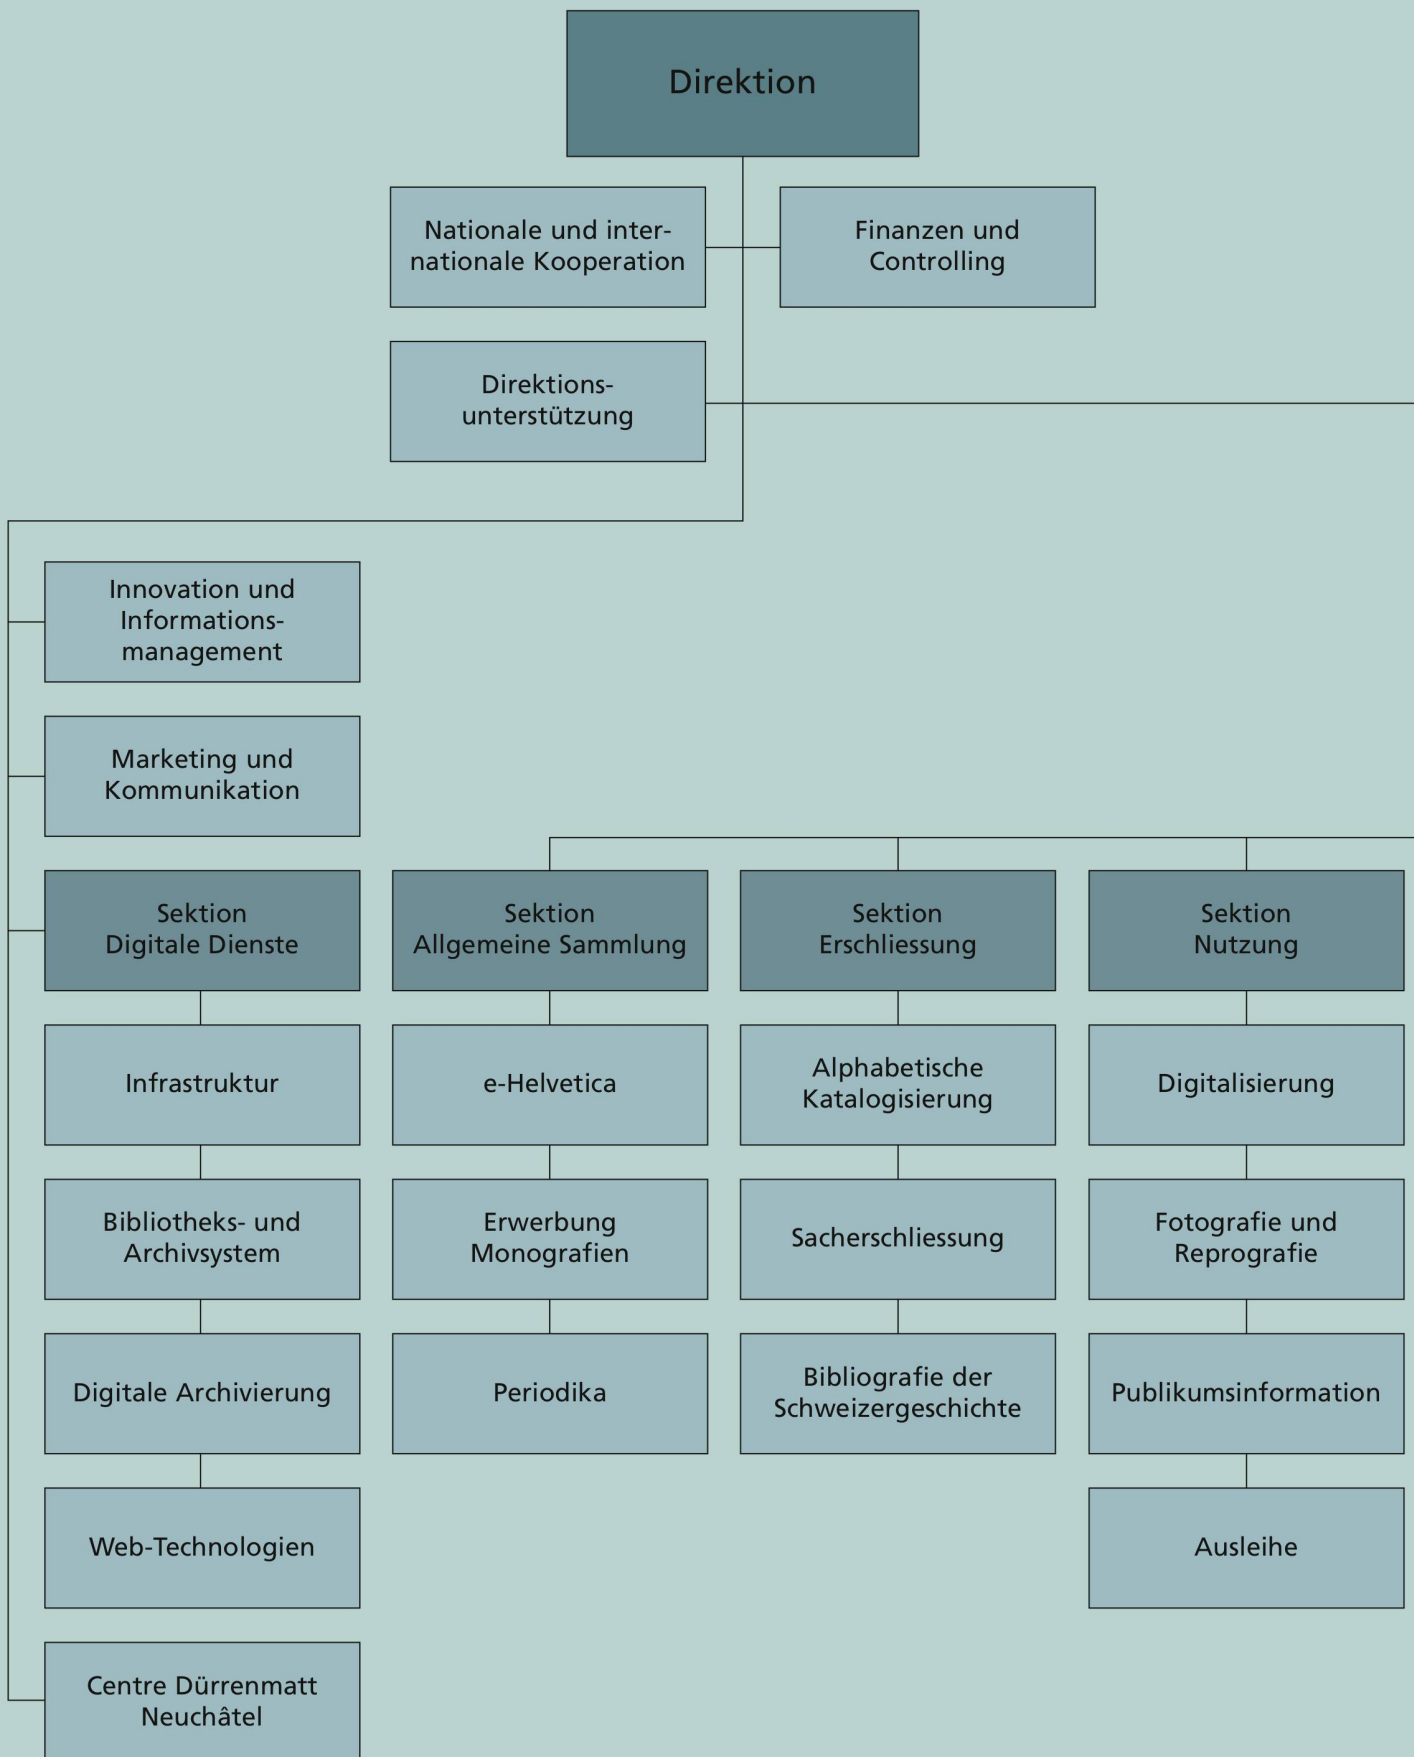 Direktion
Nationale und inter-
nationale Kooperation
Finanzen und
Controlling
Direktions-
unterstützung
Innovation und
Informations-
management
Marketing und
Kommunikation
Sektion
Digitale Dienste
Infrastruktur
Bibliotheks- und
Archivsystem
Digitale Archivierung
Web-Technologien
Centre Dürrenmatt
Neuchâtel
Sektion
Allgemeine Sammlung
e-Helvetica
Erwerbung
Monografien
Periodika
Sektion
Erschliessung
Alphabetische
Katalogisierung
Sacherschliessung
Bibliografie der
Schweizergeschichte
Sektion
Nutzung
Digitalisierung
Fotografie und
Reprografie
Publikumsinformation
Ausleihe